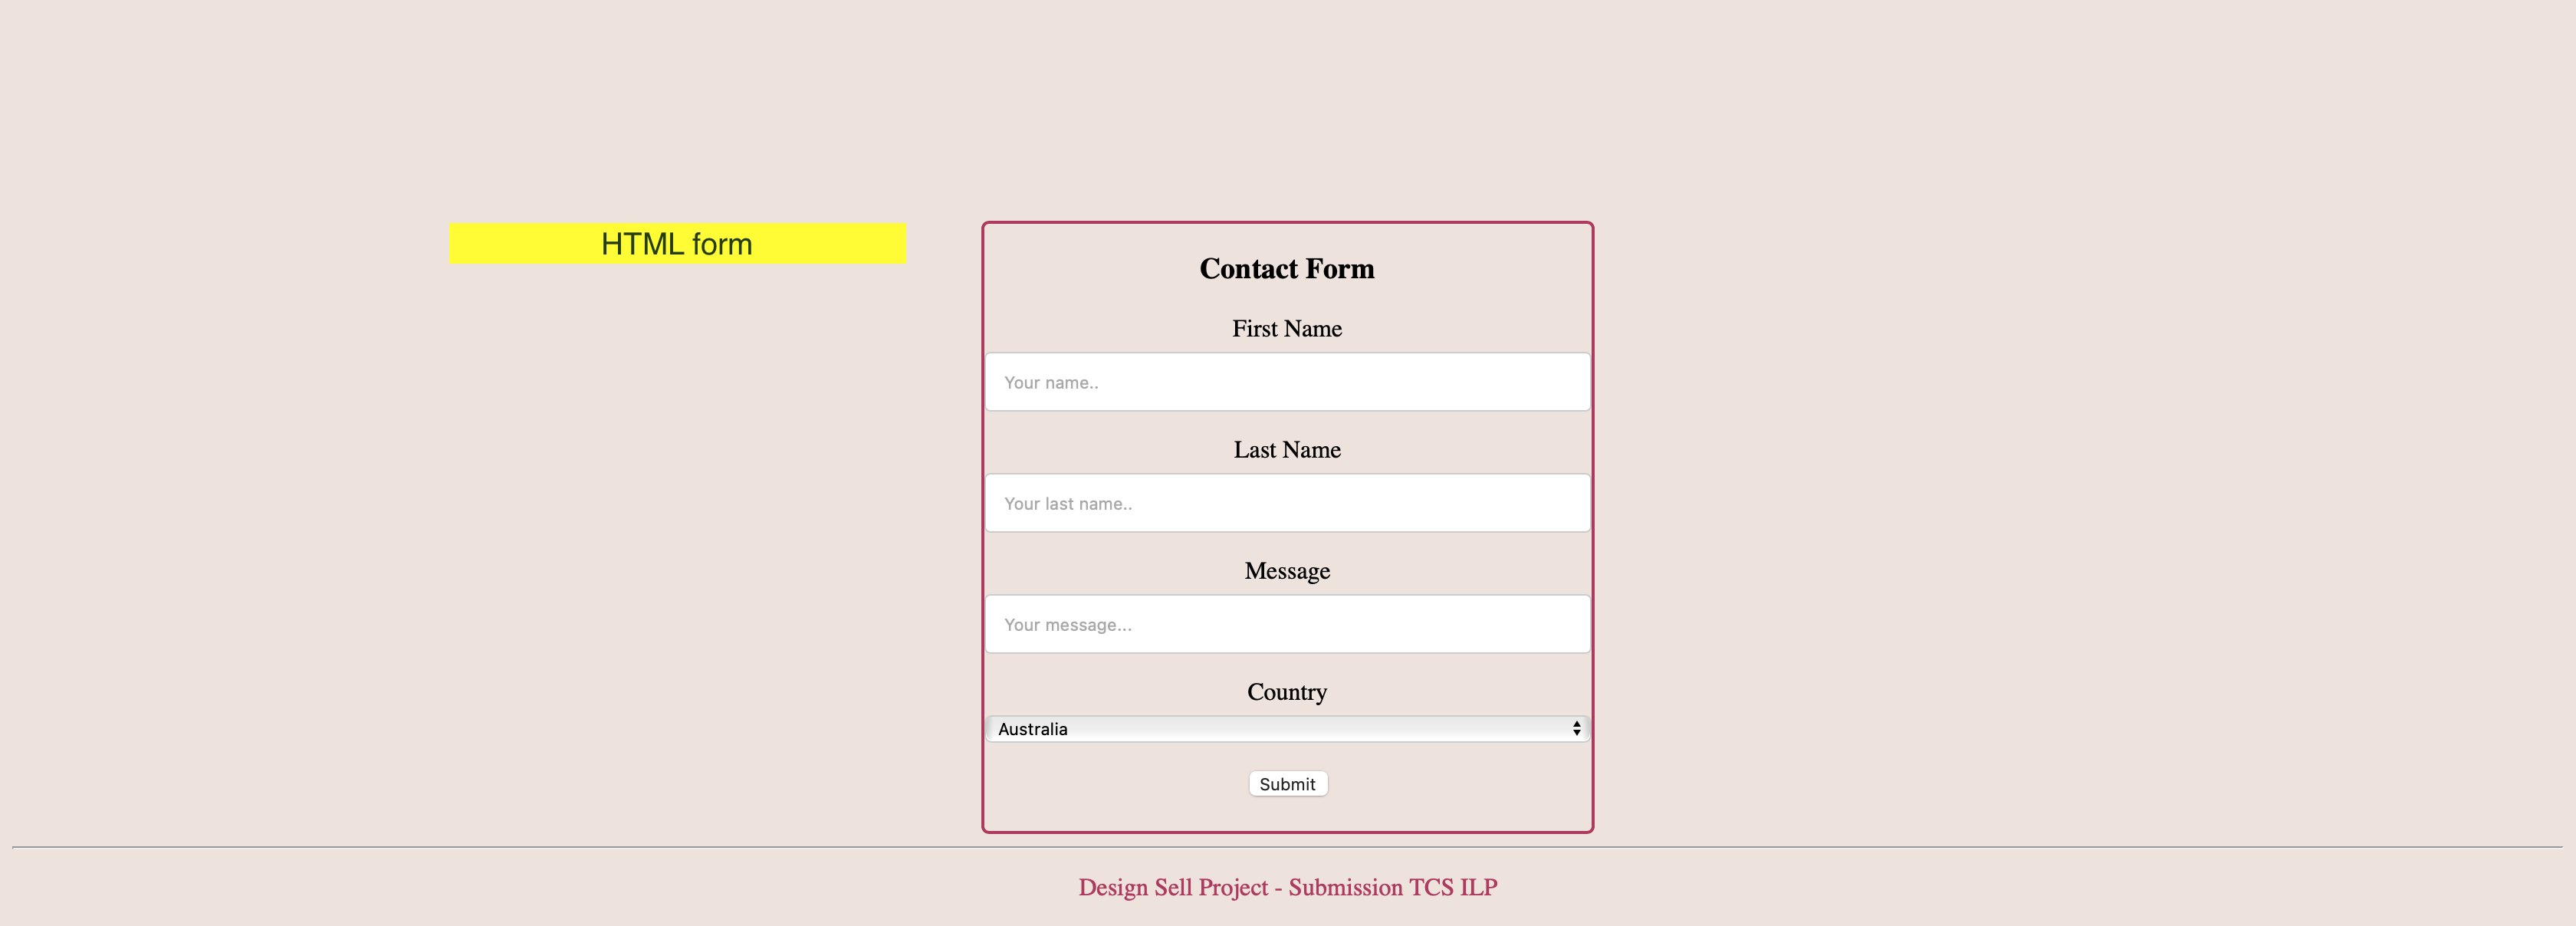 HTML form
Contact Form
First Name
Your name..
Last Name
Your last name..
Message
Your message...
Country
Australia
Submit
Design Sell Project - Submission TCS ILP